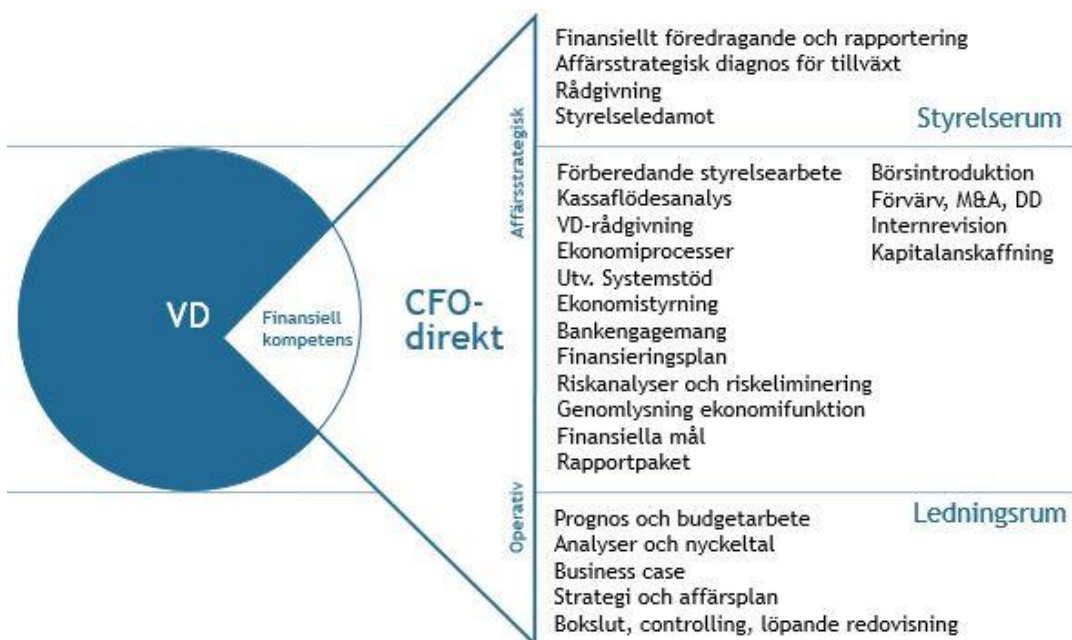 VD
Finansiell
kompetens
CFO-
direkt
Affärsstrategisk
Operativ
Finansiellt föredragande och rapportering
Affärsstrategisk diagnos för tillväxt
Rådgivning
Styrelseledamot
Styrelserum
Förberedande styrelsearbete
Kassaflödesanalys
VD-rådgivning
Ekonomiprocesser
Utv. Systemstöd
Ekonomistyrning
Bankengagemang
Finansieringsplan
Riskanalyser och riskeliminering
Genomlysning ekonomifunktion
Finansiella mål
Rapportpaket
Börsintroduktion
Förvärv, M&A, DD
Internrevision
Kapitalanskaffning
Ledningsrum
Prognos och budgetarbete
Analyser och nyckeltal
Business case
Strategi och affärsplan
Bokslut, controlling, löpande redovisning